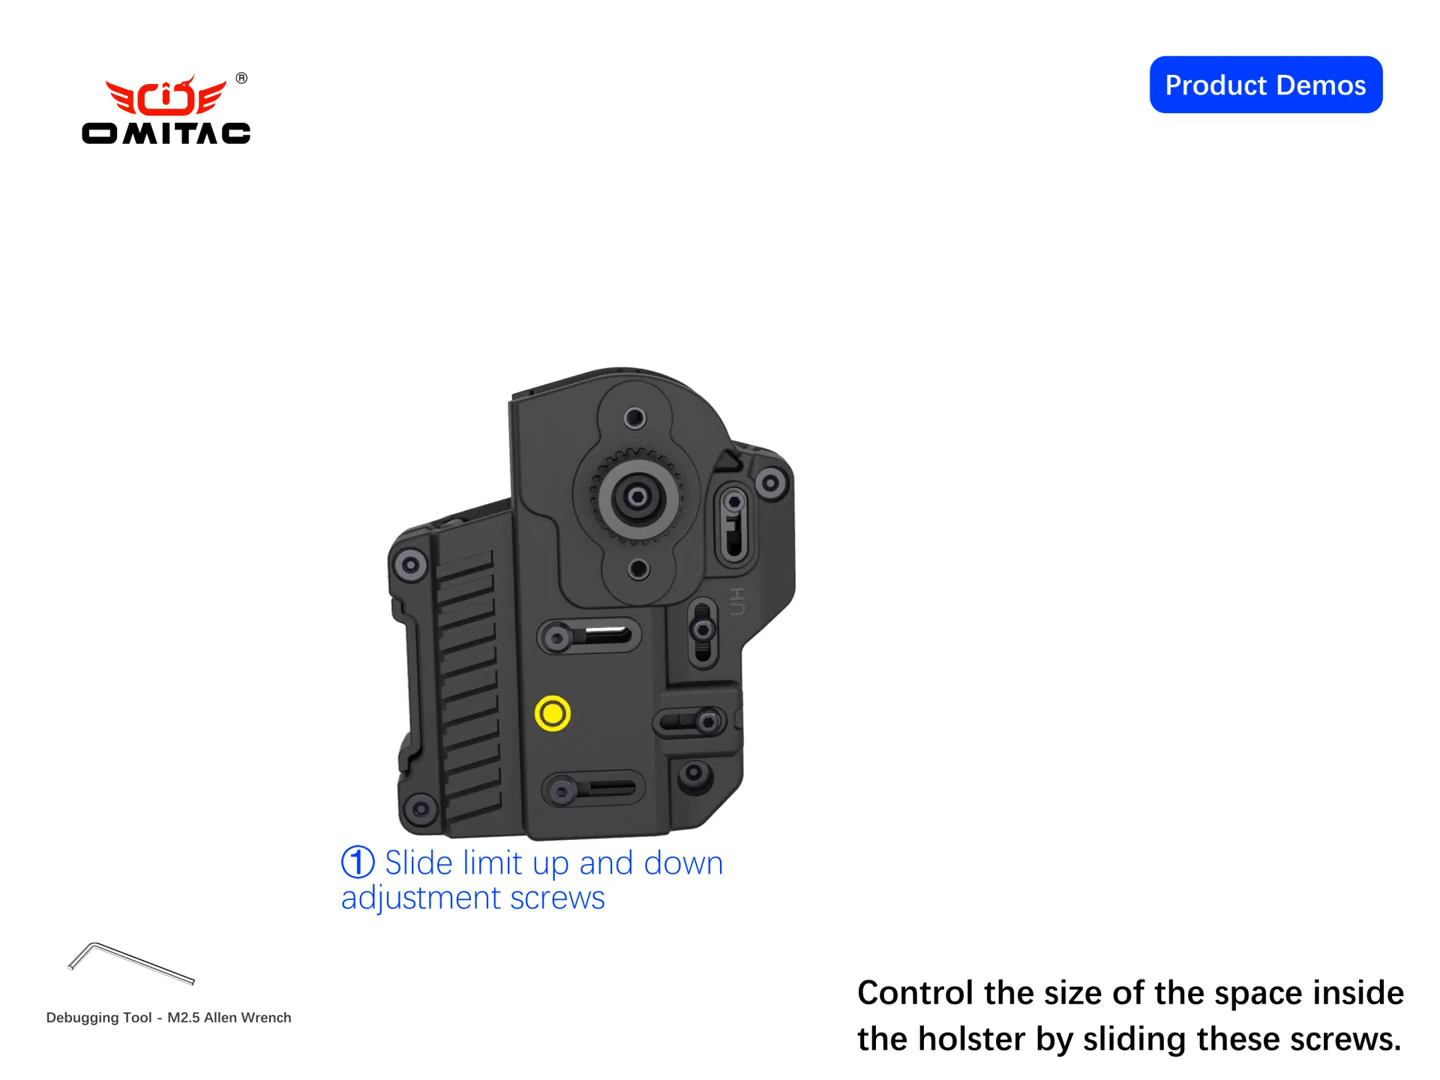 OMITAC ®
Product Demos
UH
① Slide limit up and down
adjustment screws
Debugging Tool - M2.5 Allen Wrench
Control the size of the space inside
the holster by sliding these screws.